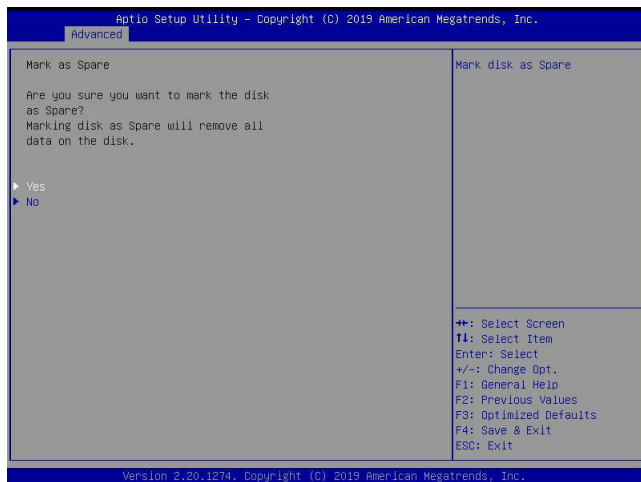 Aptio Setup Utility – Copyright (C) 2019 American Megatrends, Inc.
Advanced
Mark as Spare
Are you sure you want to mark the disk
as Spare?
Marking disk as Spare will remove all
data on the disk.
Yes
No
Mark disk as Spare
→←: Select Screen
↑↓: Select Item
Enter: Select
+/-: Change Opt.
F1: General Help
F2: Previous Values
F3: Optimized Defaults
F4: Save & Exit
ESC: Exit
Version 2.20.1274. Copyright (C) 2019 American Megatrends, Inc.